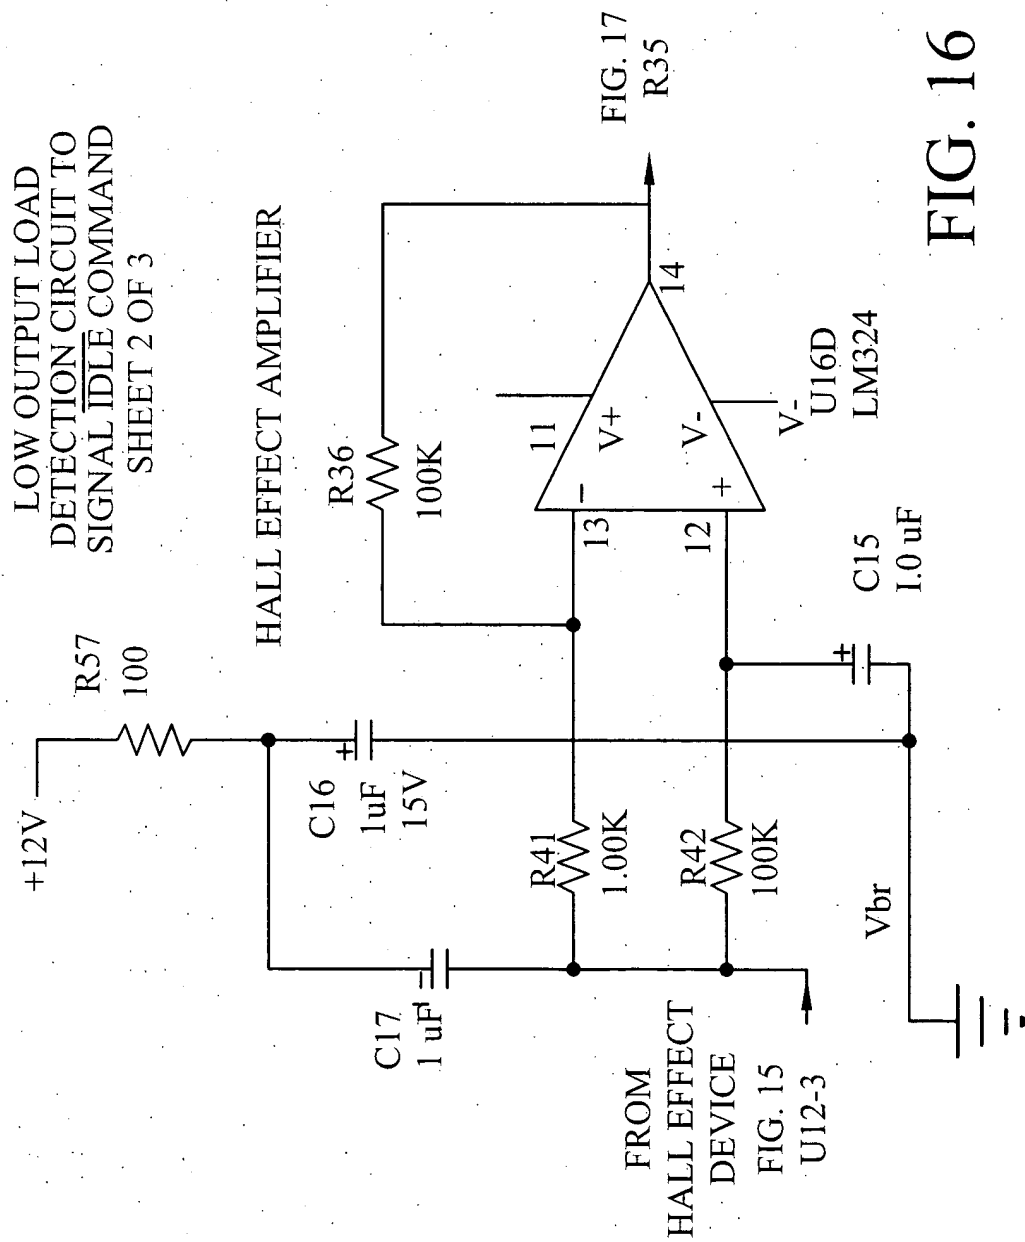 LOW OUTPUT LOAD
DETECTION CIRCUIT TO
SIGNAL IDLE COMMAND
SHEET 2 OF 3
HALL EFFECT AMPLIFIER
+12V
R57
100
C16
1uF
15V
C17
1 uF
R36
100K
R41
1.00K
R42
100K
13
12
11
14
V+
V-
V-
-
+
U16D
LM324
C15
1.0 uF
Vbr
FROM
HALL EFFECT
DEVICE
FIG. 15
U12-3
FIG. 17
R35
FIG. 16